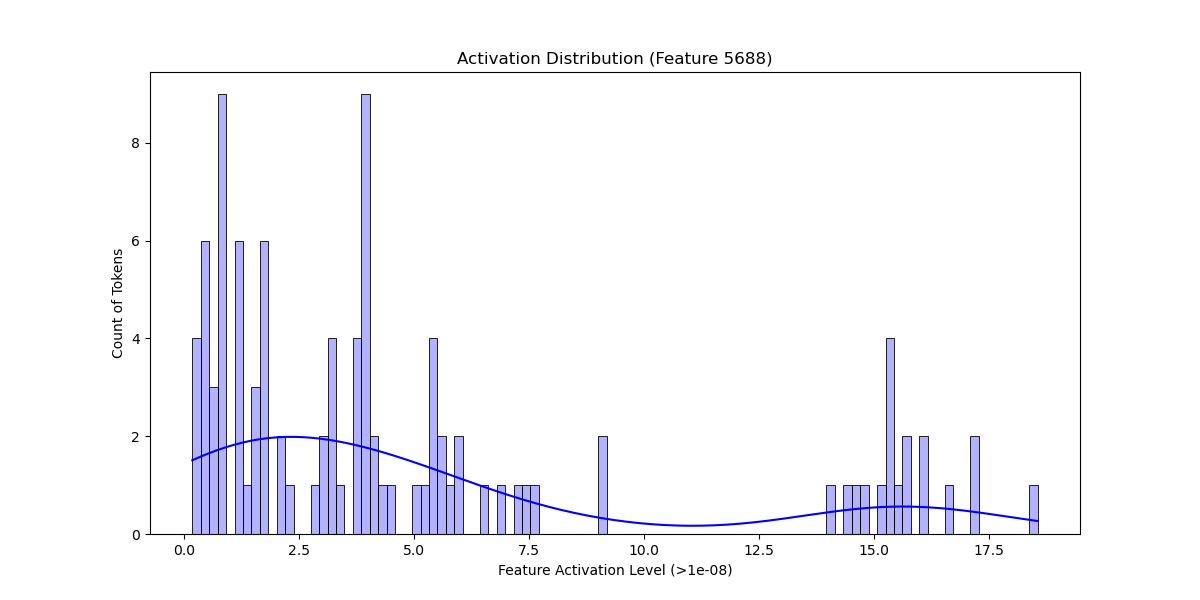 Activation Distribution (Feature 5688)
Count of Tokens
8
6
4
2
0
0.0 2.5 5.0 7.5 10.0 12.5 15.0 17.5
Feature Activation Level (>1e-08)